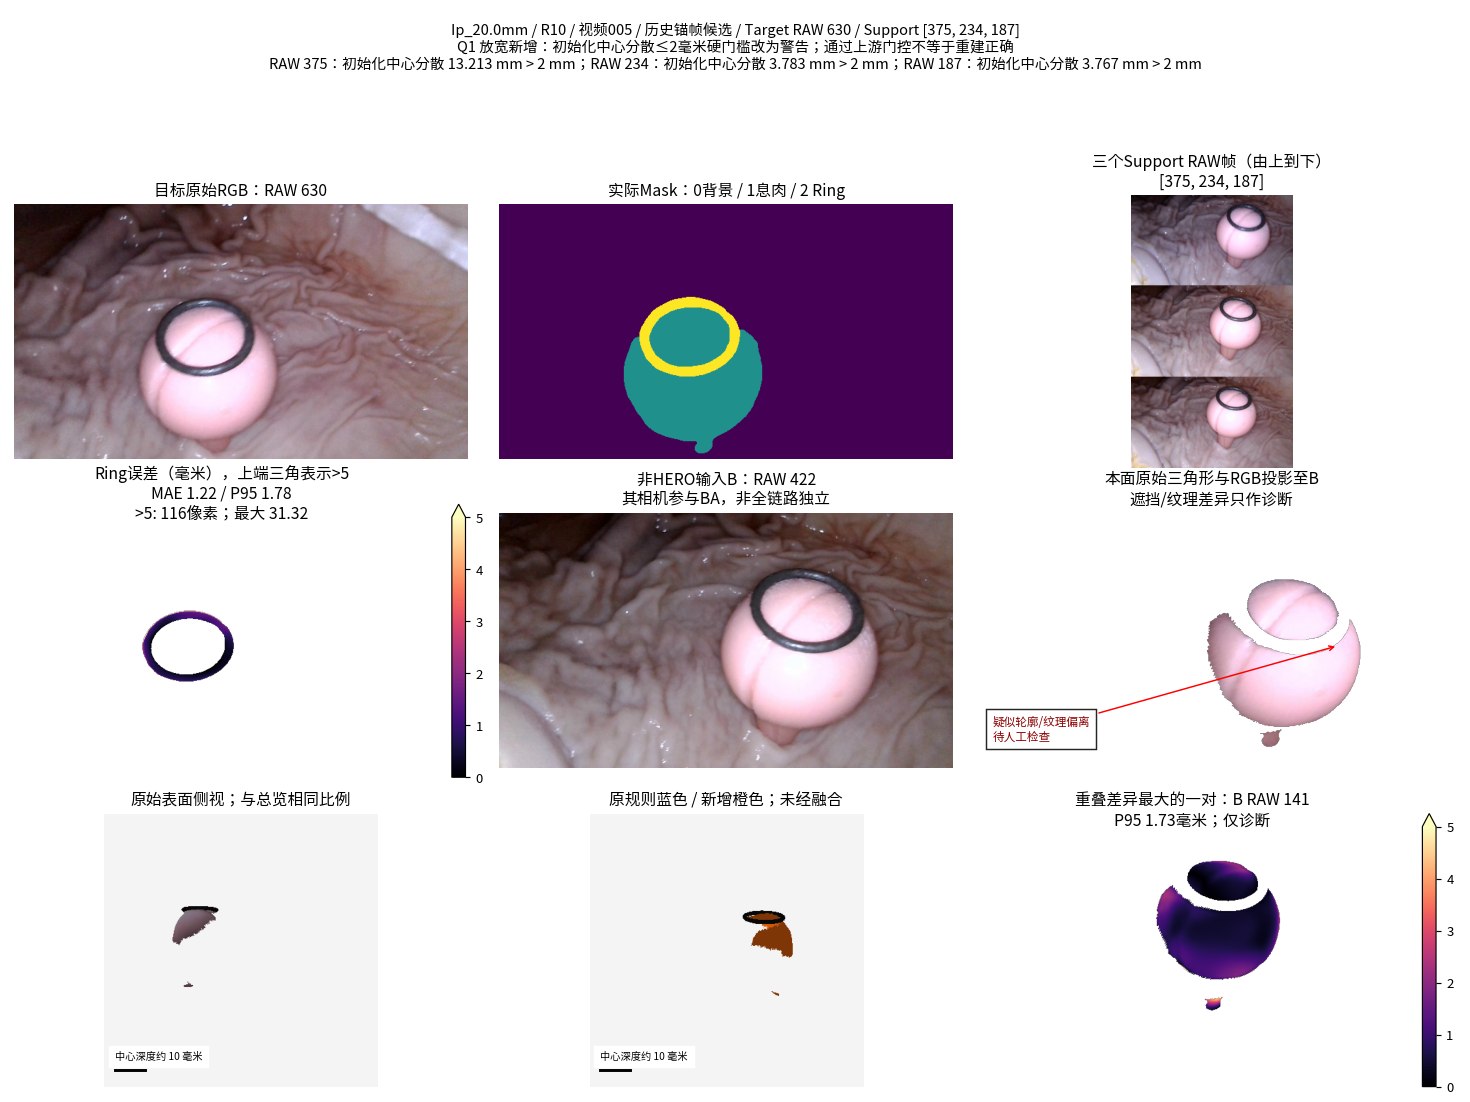 Ip_20.0mm / R10 / 视频005 / 历史锚帧候选 / Target RAW 630 / Support [375, 234, 187]
Q1 放宽新增：初始化中心分散≤2毫米硬门槛改为警告；通过上游门控不等于重建正确
RAW 375：初始化中心分散 13.213 mm > 2 mm；RAW 234：初始化中心分散 3.783 mm > 2 mm；RAW 187：初始化中心分散 3.767 mm > 2 mm
目标原始RGB：RAW 630
实际Mask：0背景 / 1息肉 / 2 Ring
三个Support RAW帧（由上到下）
[375, 234, 187]
Ring误差（毫米），上端三角表示>5
MAE 1.22 / P95 1.78
>5: 116像素；最大 31.32
5
4
3
2
1
0
非HERO输入B：RAW 422
其相机参与BA，非全链路独立
本面原始三角形与RGB投影至B
遮挡/纹理差异只作诊断
疑似轮廓/纹理偏离
待人工检查
原始表面侧视；与总览相同比例
中心深度约 10 毫米
原规则蓝色 / 新增橙色；未经融合
中心深度约 10 毫米
重叠差异最大的一对：B RAW 141
P95 1.73毫米；仅诊断
5
4
3
2
1
0